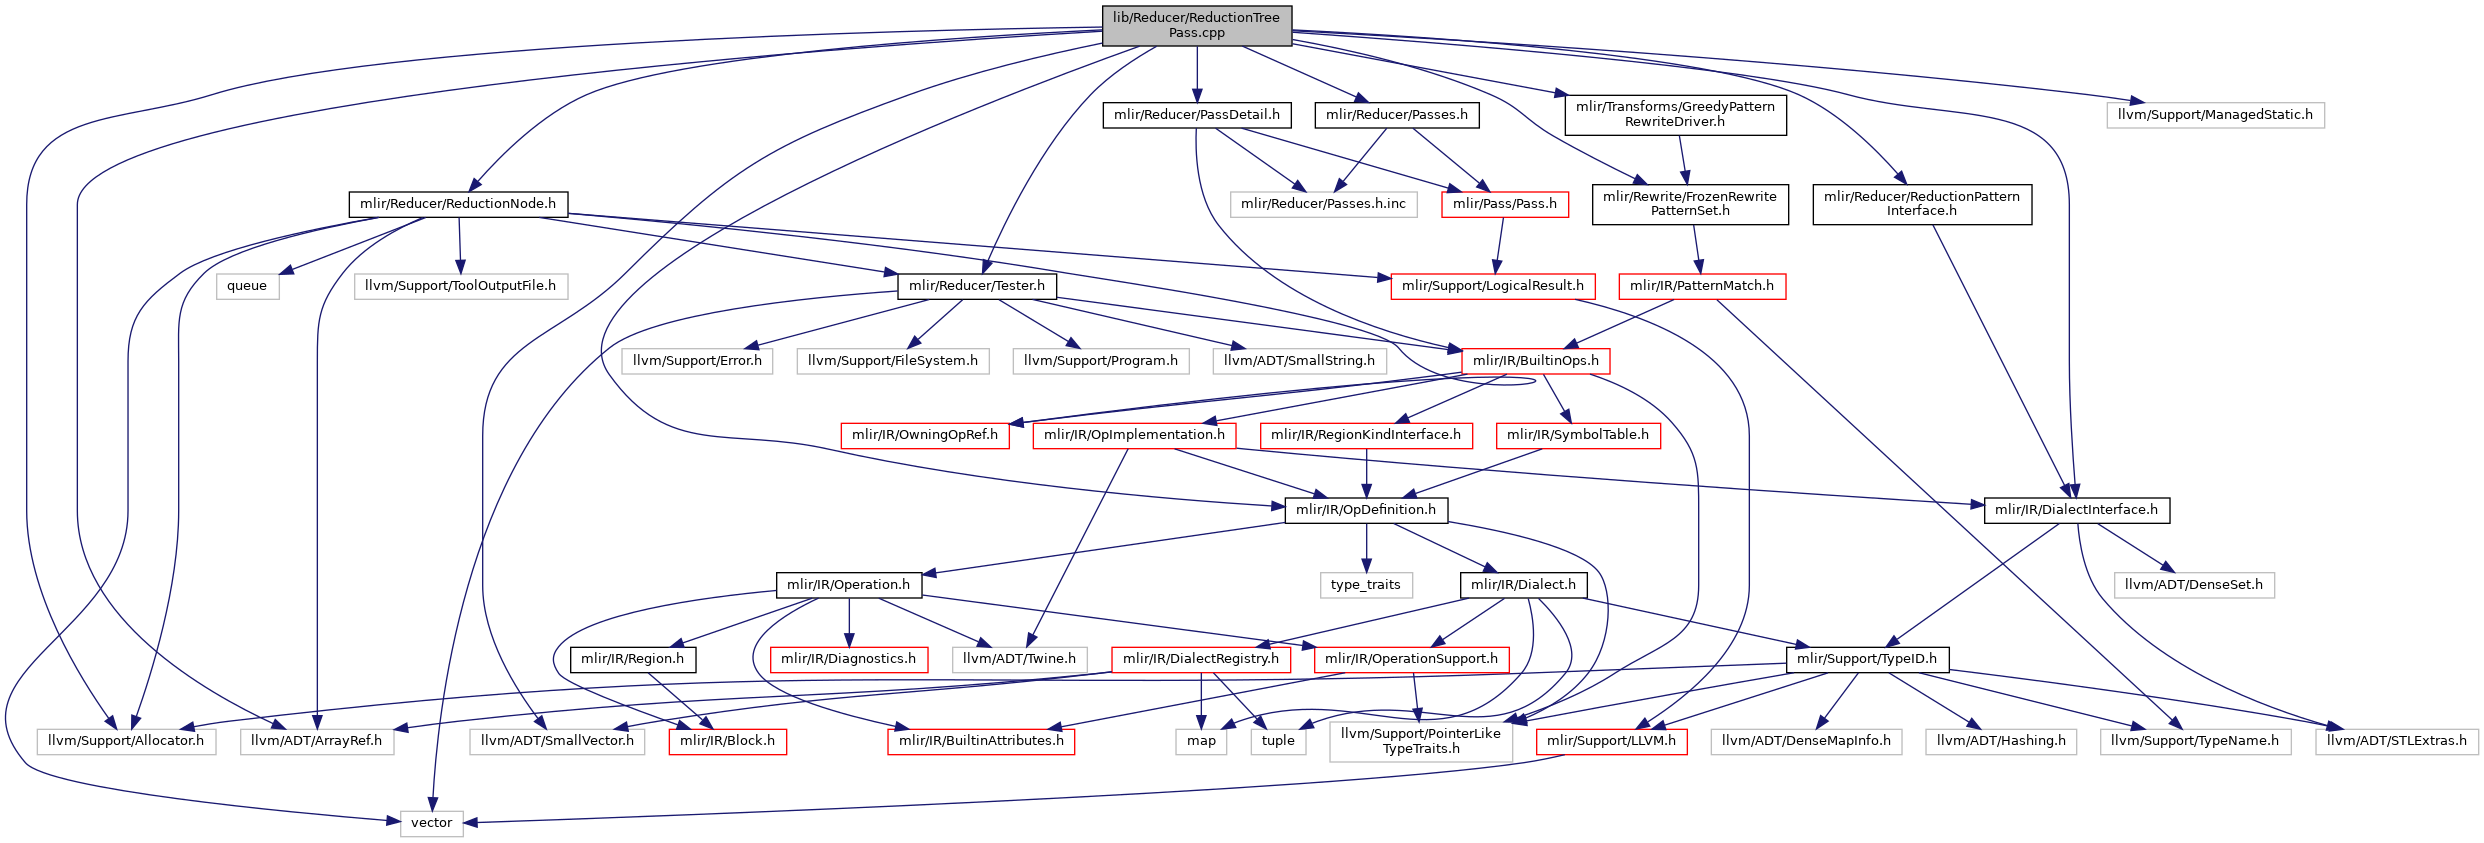 lib/Reducer/ReductionTree
Pass.cpp
mlir/Reducer/PassDetail.h
mlir/Reducer/Passes.h
mlir/Transforms/GreedyPattern
RewriteDriver.h
llvm/Support/ManagedStatic.h
mlir/Reducer/ReductionNode.h
mlir/Reducer/Passes.h.inc
mlir/Pass/Pass.h
mlir/Rewrite/FrozenRewrite
PatternSet.h
mlir/Reducer/ReductionPattern
Interface.h
queue
llvm/Support/ToolOutputFile.h
mlir/Reducer/Tester.h
mlir/Support/LogicalResult.h
mlir/IR/PatternMatch.h
llvm/Support/Error.h
llvm/Support/FileSystem.h
llvm/Support/Program.h
llvm/ADT/SmallString.h
mlir/IR/BuiltinOps.h
mlir/IR/OwningOpRef.h
mlir/IR/OpImplementation.h
mlir/IR/RegionKindInterface.h
mlir/IR/SymbolTable.h
mlir/IR/OpDefinition.h
mlir/IR/DialectInterface.h
mlir/IR/Operation.h
type_traits
mlir/IR/Dialect.h
llvm/ADT/DenseSet.h
mlir/IR/Region.h
mlir/IR/Diagnostics.h
llvm/ADT/Twine.h
mlir/IR/DialectRegistry.h
mlir/IR/OperationSupport.h
mlir/Support/TypeID.h
llvm/Support/Allocator.h
llvm/ADT/ArrayRef.h
llvm/ADT/SmallVector.h
mlir/IR/Block.h
mlir/IR/BuiltinAttributes.h
map
tuple
llvm/Support/PointerLike
TypeTraits.h
mlir/Support/LLVM.h
llvm/ADT/DenseMapInfo.h
llvm/ADT/Hashing.h
llvm/Support/TypeName.h
llvm/ADT/STLExtras.h
vector